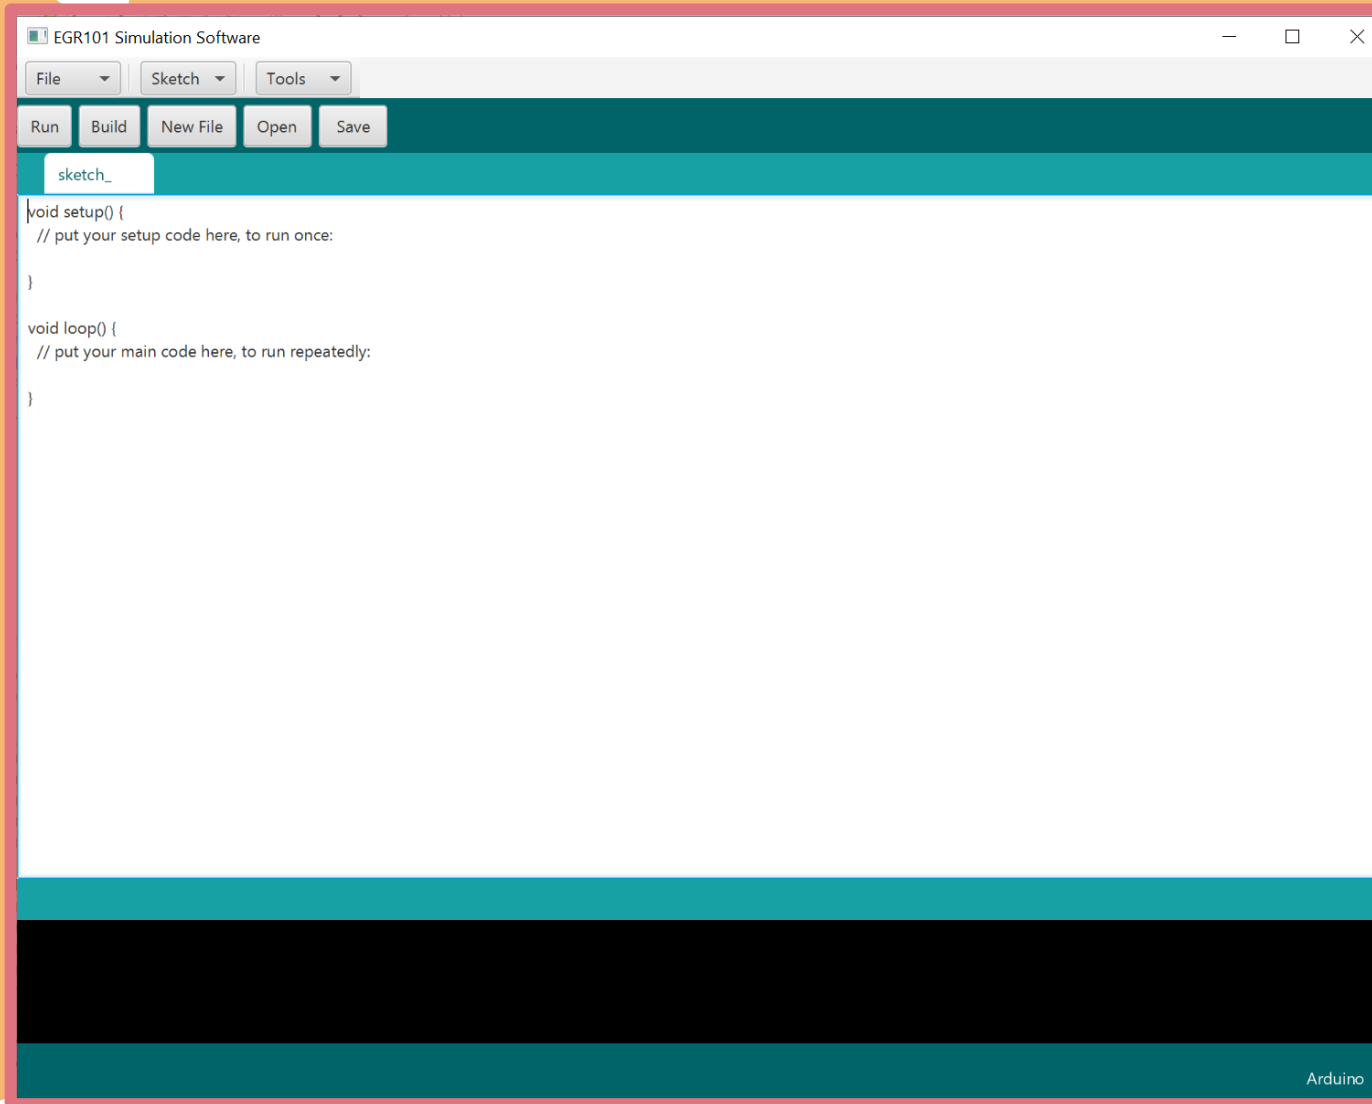 EGR101 Simulation Software
File Sketch Tools
Run Build New File Open Save
sketch_
void setup() {
  // put your setup code here, to run once:
}
void loop() {
  // put your main code here, to run repeatedly:
}
Arduino